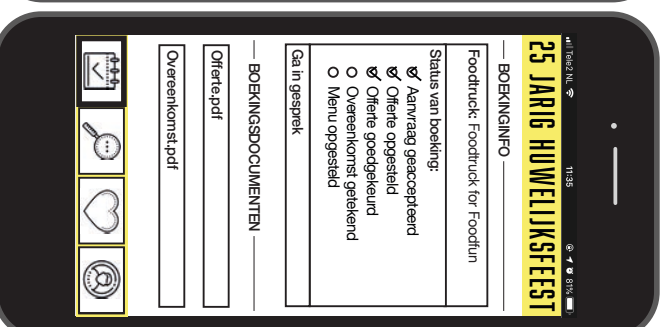 Tele2 NL 11:35 81%
25 JARIG HUWELIJKSFEEST
BOEKINGINFO
Foodtruck: Foodtruck for Foodfun
Status van boeking:
Aanvraag geaccepteerd
Offerte opgesteld
Offerte goedgekeurd
Overeenkomst getekend
Menu opgesteld
Ga in gesprek
BOEKINGSDOCUMENTEN
Offerte.pdf
Overeenkomst.pdf